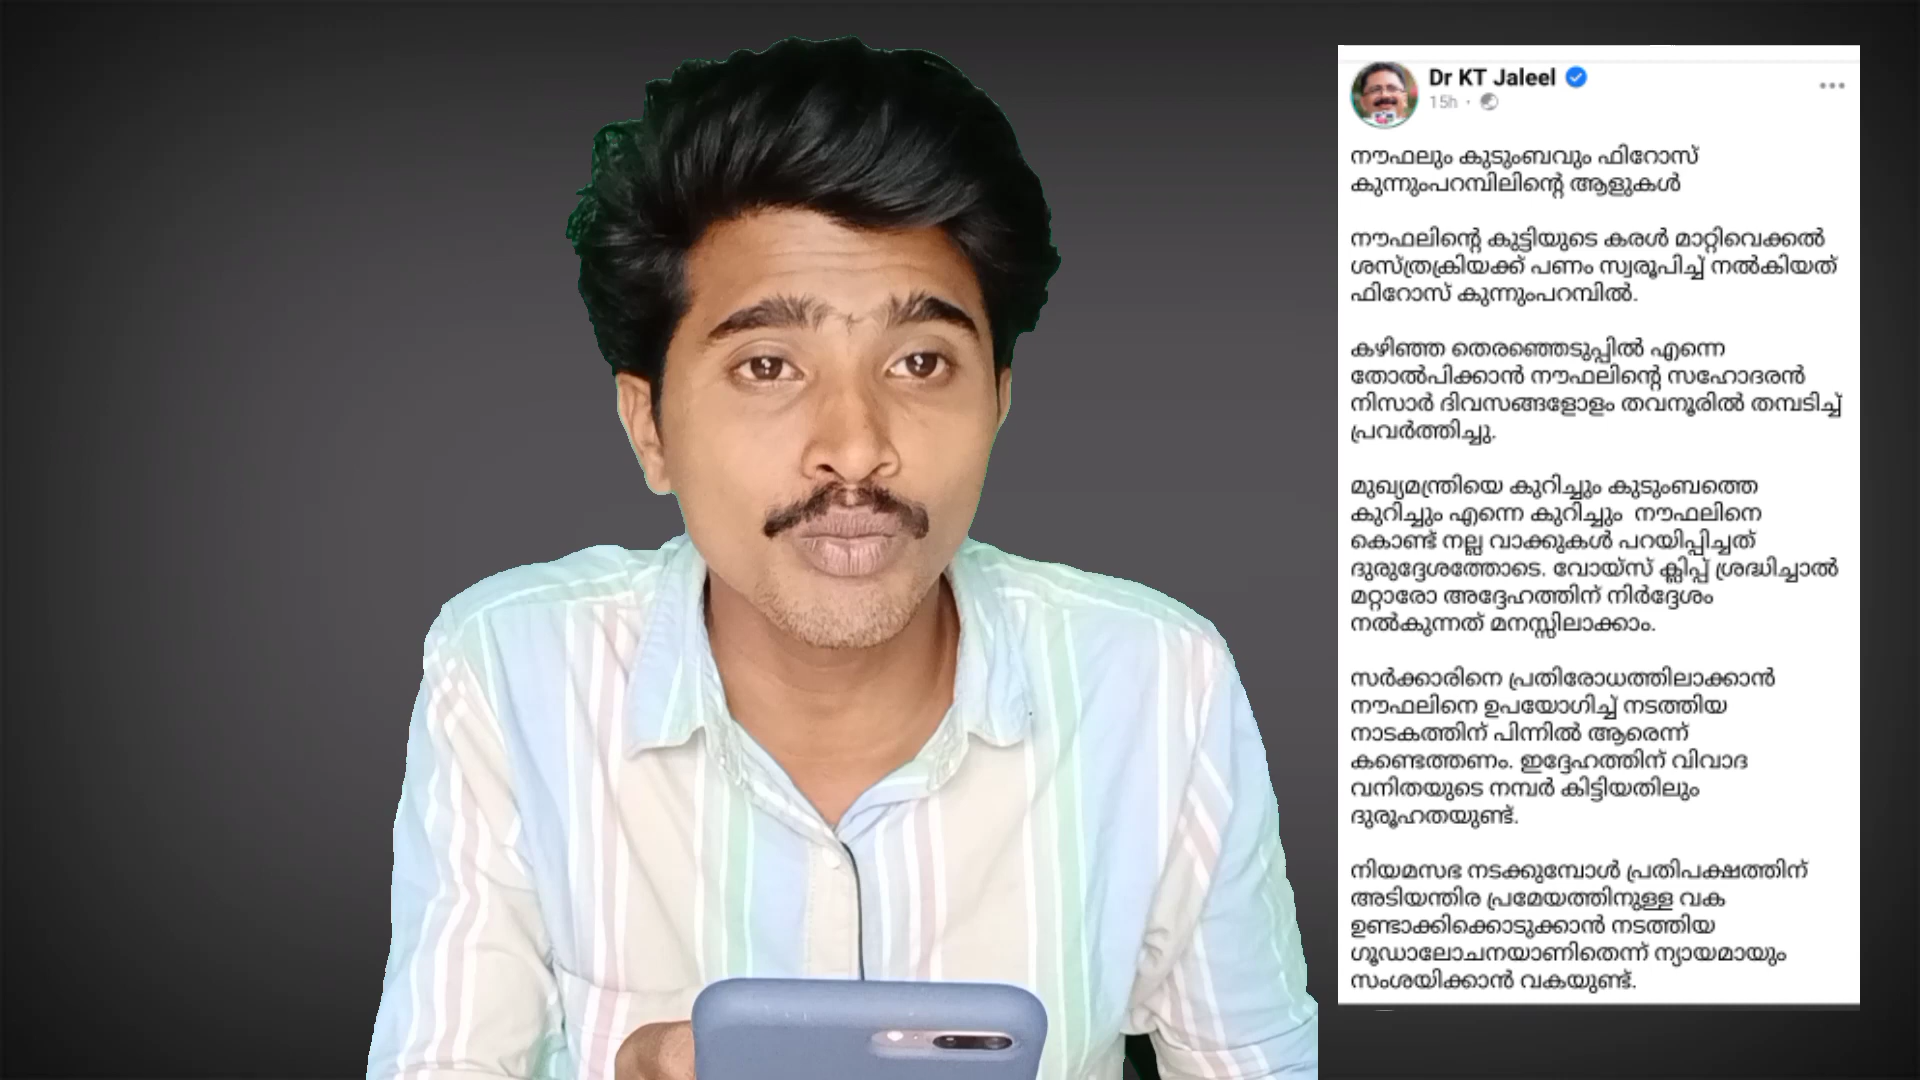 Dr KT Jaleel
15h
നൗഫലും കുടുംബവും ഫിറോസ്
കുന്നുംപറമ്പിലിന്റെ ആളുകൾ
നൗഫലിന്റെ കുട്ടിയുടെ കരൾ മാറ്റിവെക്കൽ
ശസ്ത്രക്രിയക്ക് പണം സ്വരൂപിച്ച് നൽകിയത്
ഫിറോസ് കുന്നുംപറമ്പിൽ.
കഴിഞ്ഞ തെരഞ്ഞെടുപ്പിൽ എന്നെ
തോൽപിക്കാൻ നൗഫലിന്റെ സഹോദരൻ
നിസാർ ദിവസങ്ങളോളം തവനൂരിൽ തമ്പടിച്ച്
പ്രവർത്തിച്ചു.
മുഖ്യമന്ത്രിയെ കുറിച്ചും കുടുംബത്തെ
കുറിച്ചും എന്നെ കുറിച്ചും നൗഫലിനെ
കൊണ്ട് നല്ല വാക്കുകൾ പറയിപ്പിച്ചത്
ദുരുദ്ദേശത്തോടെ. വോയ്സ് ക്ലിപ്പ് ശ്രദ്ധിച്ചാൽ
മറ്റാരോ അദ്ദേഹത്തിന് നിർദ്ദേശം
നൽകുന്നത് മനസ്സിലാക്കാം.
സർക്കാരിനെ പ്രതിരോധത്തിലാക്കാൻ
നൗഫലിനെ ഉപയോഗിച്ച് നടത്തിയ
നാടകത്തിന് പിന്നിൽ ആരെന്ന്
കണ്ടെത്തണം. ഇദ്ദേഹത്തിന് വിവാദ
വനിതയുടെ നമ്പർ കിട്ടിയതിലും
ദുരൂഹതയുണ്ട്.
നിയമസഭ നടക്കുമ്പോൾ പ്രതിപക്ഷത്തിന്
അടിയന്തിര പ്രമേയത്തിനുള്ള വക
ഉണ്ടാക്കിക്കൊടുക്കാൻ നടത്തിയ
ഗൂഡാലോചനയാണിതെന്ന് ന്യായമായും
സംശയിക്കാൻ വകയുണ്ട്.